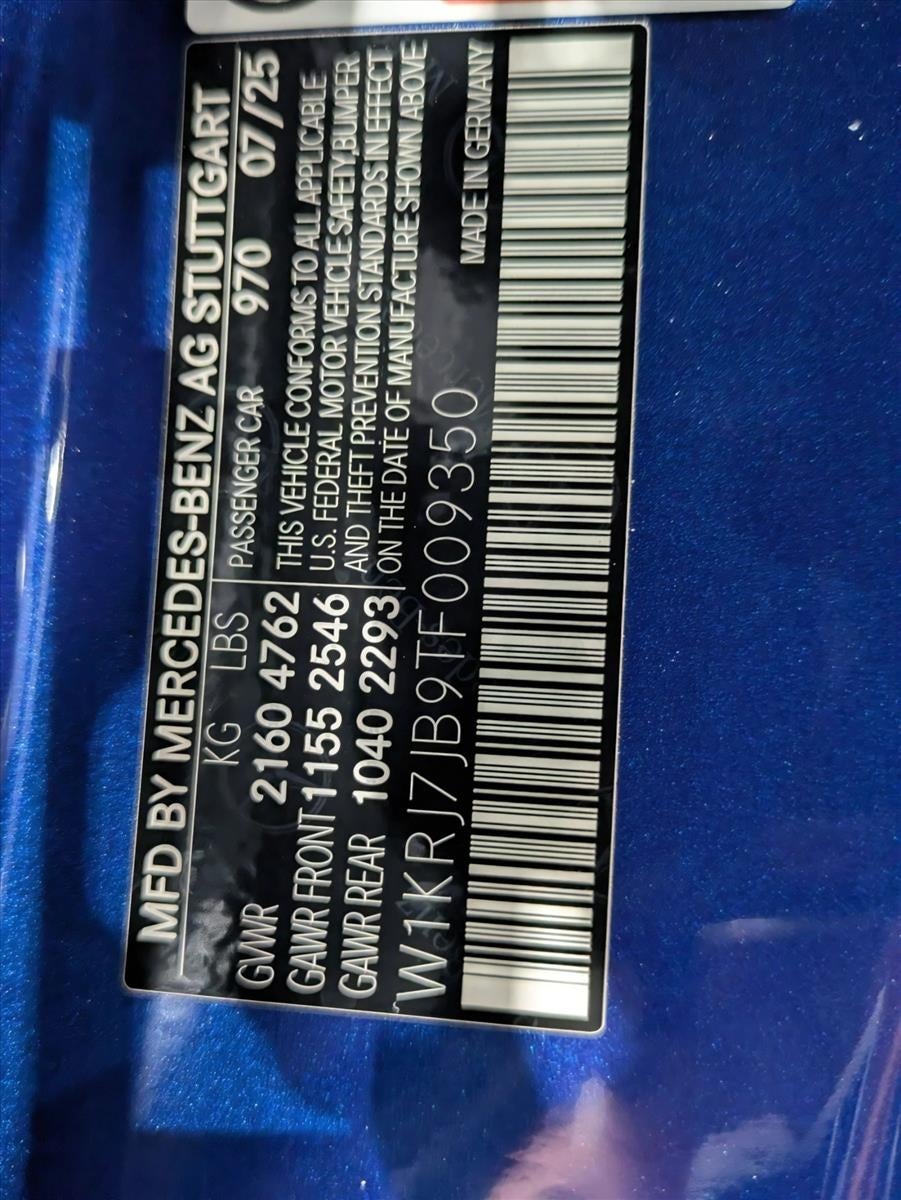 MFD BY MERCEDES-BENZ AG STUTTGART
KG LBS PASSENGER CAR 970 07/25
GVWR 2160 4762 THIS VEHICLE CONFORMS TO ALL APPLICABLE
GAWR FRONT 1155 2546 U.S. FEDERAL MOTOR VEHICLE SAFETY,BUMPER
GAWR REAR 1040 2293 AND THEFT PREVENTION STANDARDS IN EFFECT
ON THE DATE OF MANUFACTURE SHOWN ABOVE
W1KRJ7JB9TF009350 MADE IN GERMANY